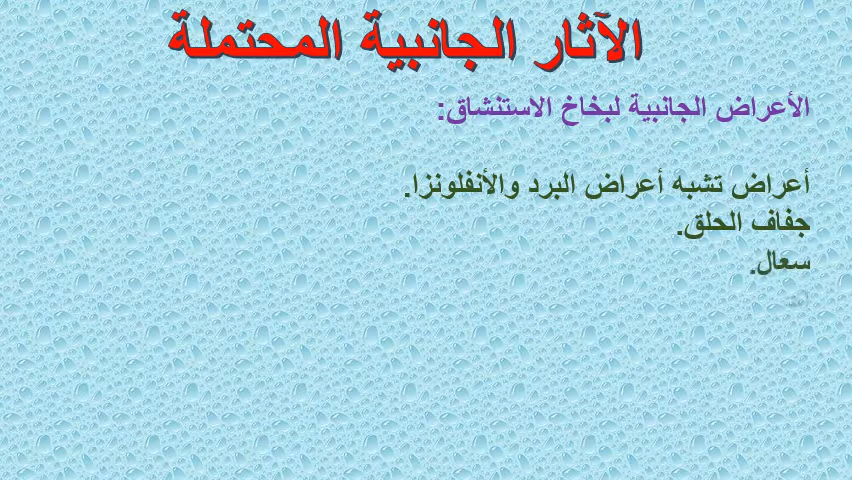 الآثار الجانبية المحتملة
الأعراض الجانبية لبخاخ الاستنشاق:
أعراض تشبه أعراض البرد والأنفلونزا.
جفاف الحلق.
سعال.